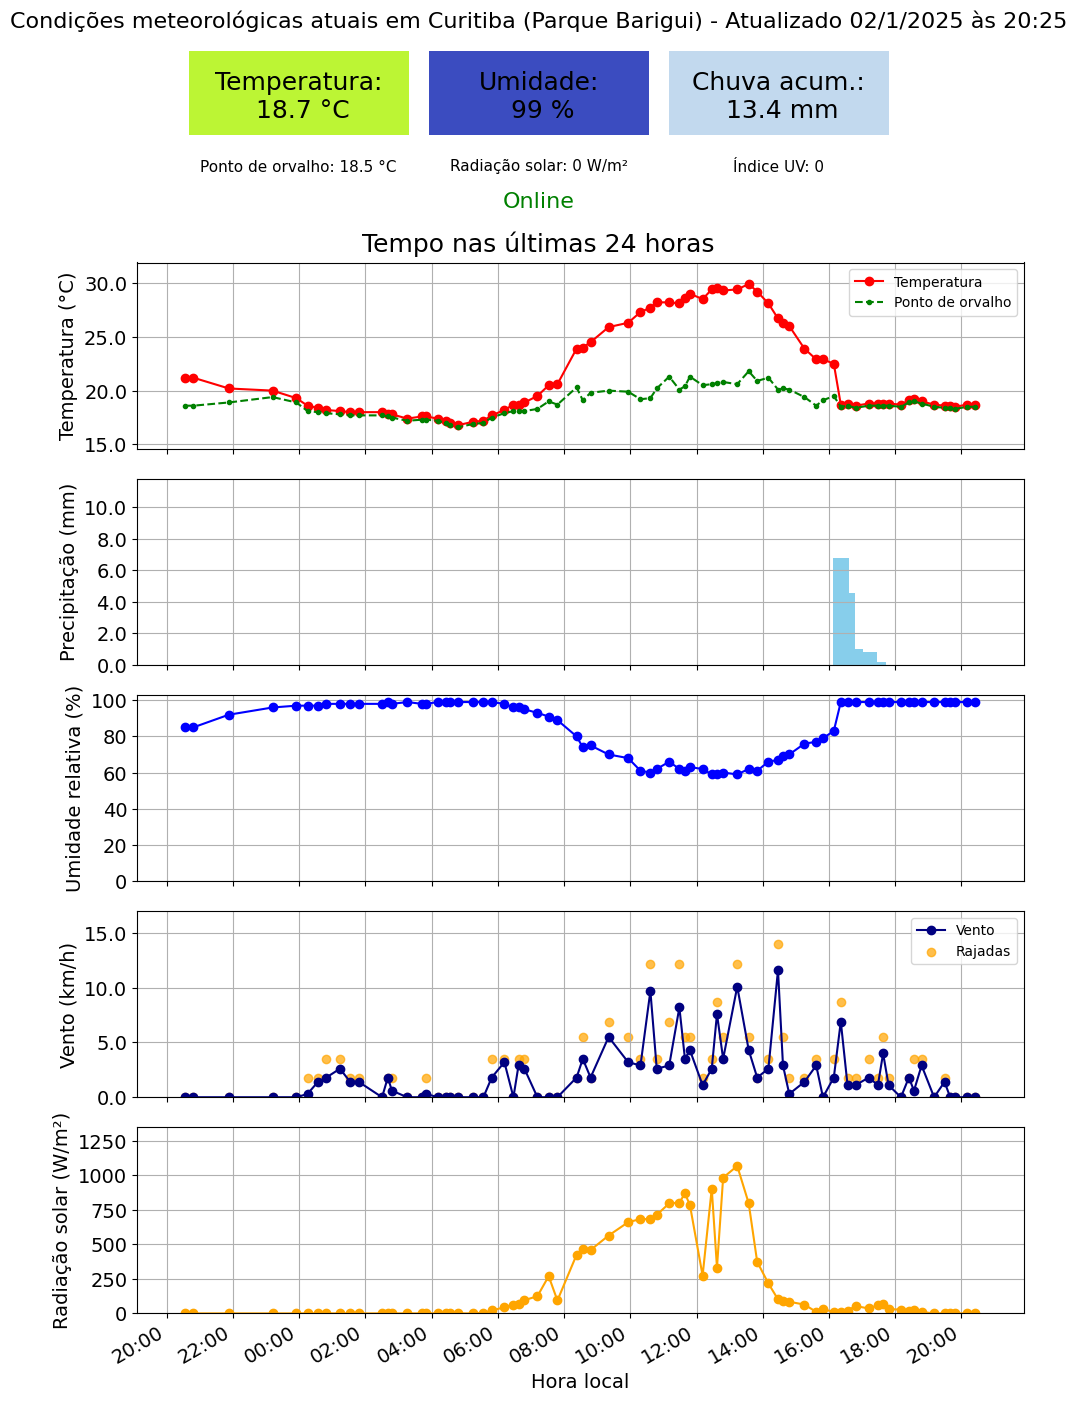 Condições meteorológicas atuais em Curitiba (Parque Barigui) - Atualizado 02/1/2025 às 20:25
Temperatura:
18.7 °C
Umidade:
99 %
Chuva acum.:
13.4 mm
Ponto de orvalho: 18.5 °C
Radiação solar: 0 W/m²
Índice UV: 0
Online
Tempo nas últimas 24 horas
Temperatura (°C)
30.0
25.0
20.0
15.0
Temperatura
Ponto de orvalho
Precipitação (mm)
10.0
8.0
6.0
4.0
2.0
0.0
Umidade relativa (%)
100
80
60
40
20
0
Vento (km/h)
15.0
10.0
5.0
0.0
Vento
Rajadas
Radiação solar (W/m²)
1250
1000
750
500
250
0
20:00 22:00 00:00 02:00 04:00 06:00 08:00 10:00 12:00 14:00 16:00 18:00 20:00
Hora local